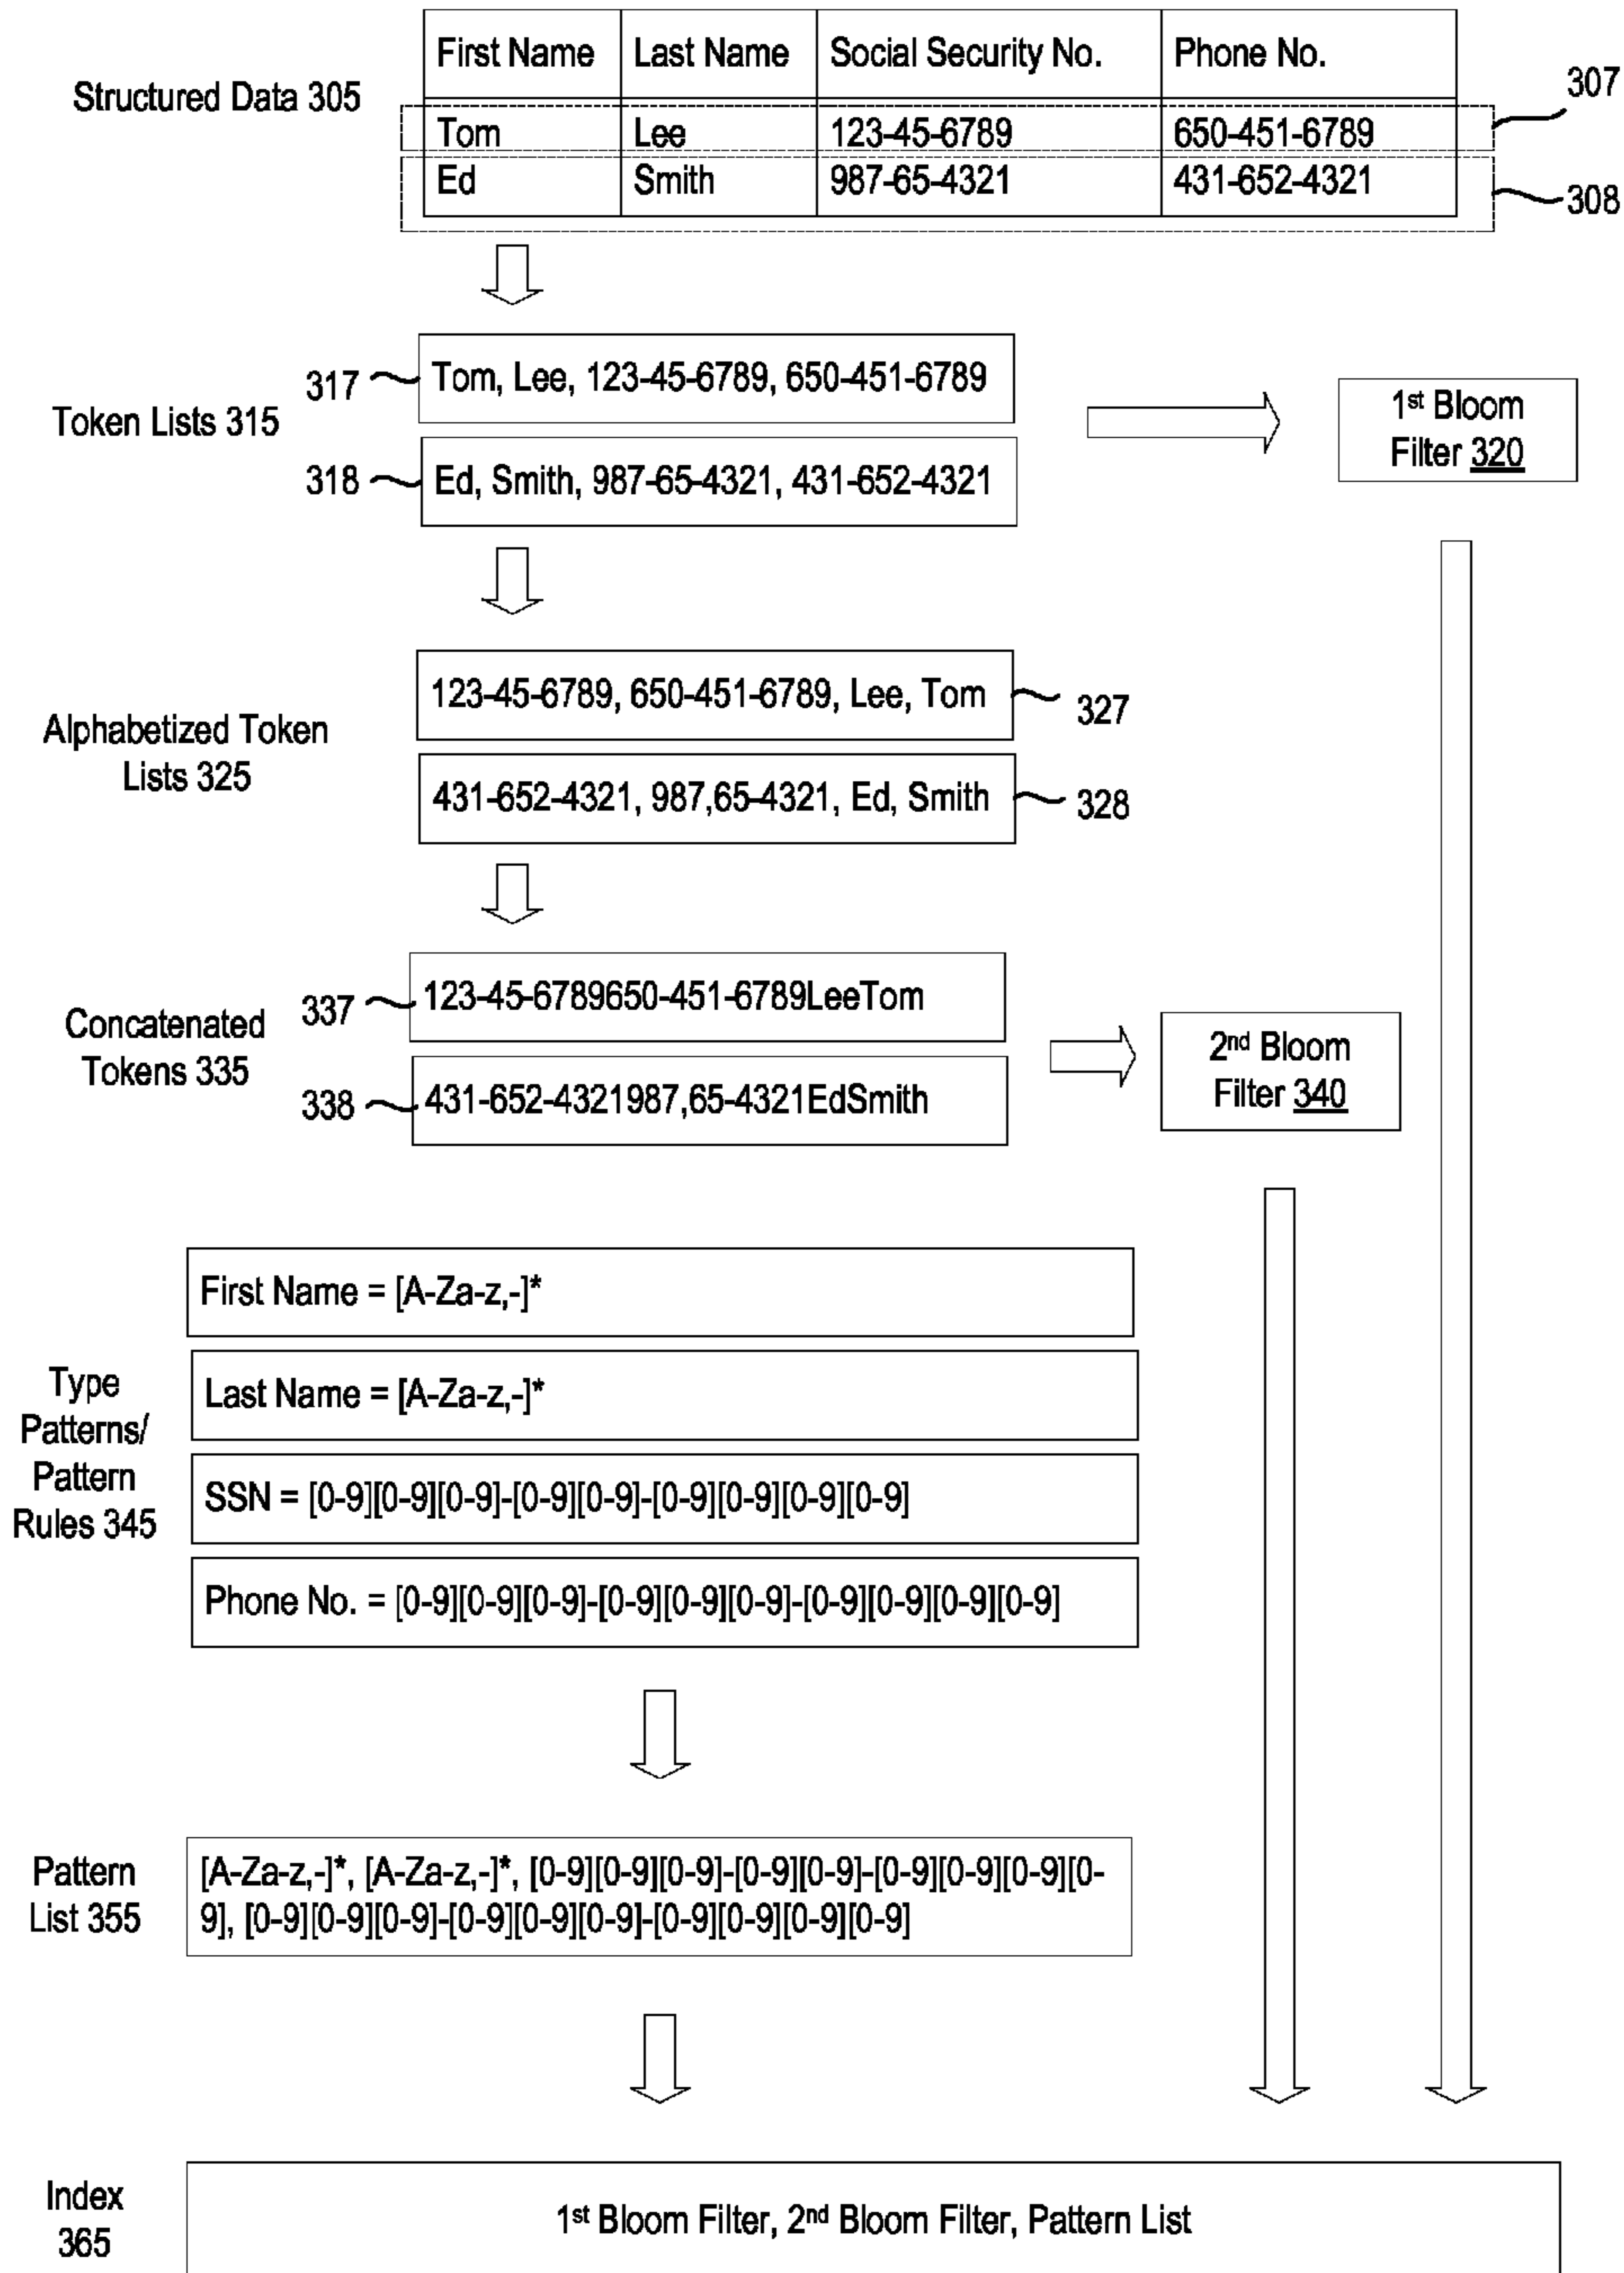 First Name Last Name Social Security No. Phone No.
Structured Data 305
307
Tom Lee 123-45-6789 650-451-6789
Ed Smith 987-65-4321 431-652-4321
308
317 Tom, Lee, 123-45-6789, 650-451-6789
Token Lists 315
318 Ed, Smith, 987-65-4321, 431-652-4321
1st Bloom
Filter 320
123-45-6789, 650-451-6789, Lee, Tom 327
Alphabetized Token
Lists 325
431-652-4321, 987,65-4321, Ed, Smith 328
337 123-45-6789650-451-6789LeeTom
Concatenated
Tokens 335
338 431-652-4321987,65-4321EdSmith
2nd Bloom
Filter 340
First Name = [A-Za-z,-]*
Type
Patterns/
Pattern
Rules 345
Last Name = [A-Za-z,-]*
SSN = [0-9][0-9][0-9]-[0-9][0-9]-[0-9][0-9][0-9][0-9]
Phone No. = [0-9][0-9][0-9]-[0-9][0-9][0-9]-[0-9][0-9][0-9][0-9]
Pattern
List 355
[A-Za-z,-]*, [A-Za-z,-]*, [0-9][0-9][0-9]-[0-9][0-9]-[0-9][0-9][0-9][0-
9], [0-9][0-9][0-9]-[0-9][0-9][0-9]-[0-9][0-9][0-9][0-9]
Index
365
1st Bloom Filter, 2nd Bloom Filter, Pattern List